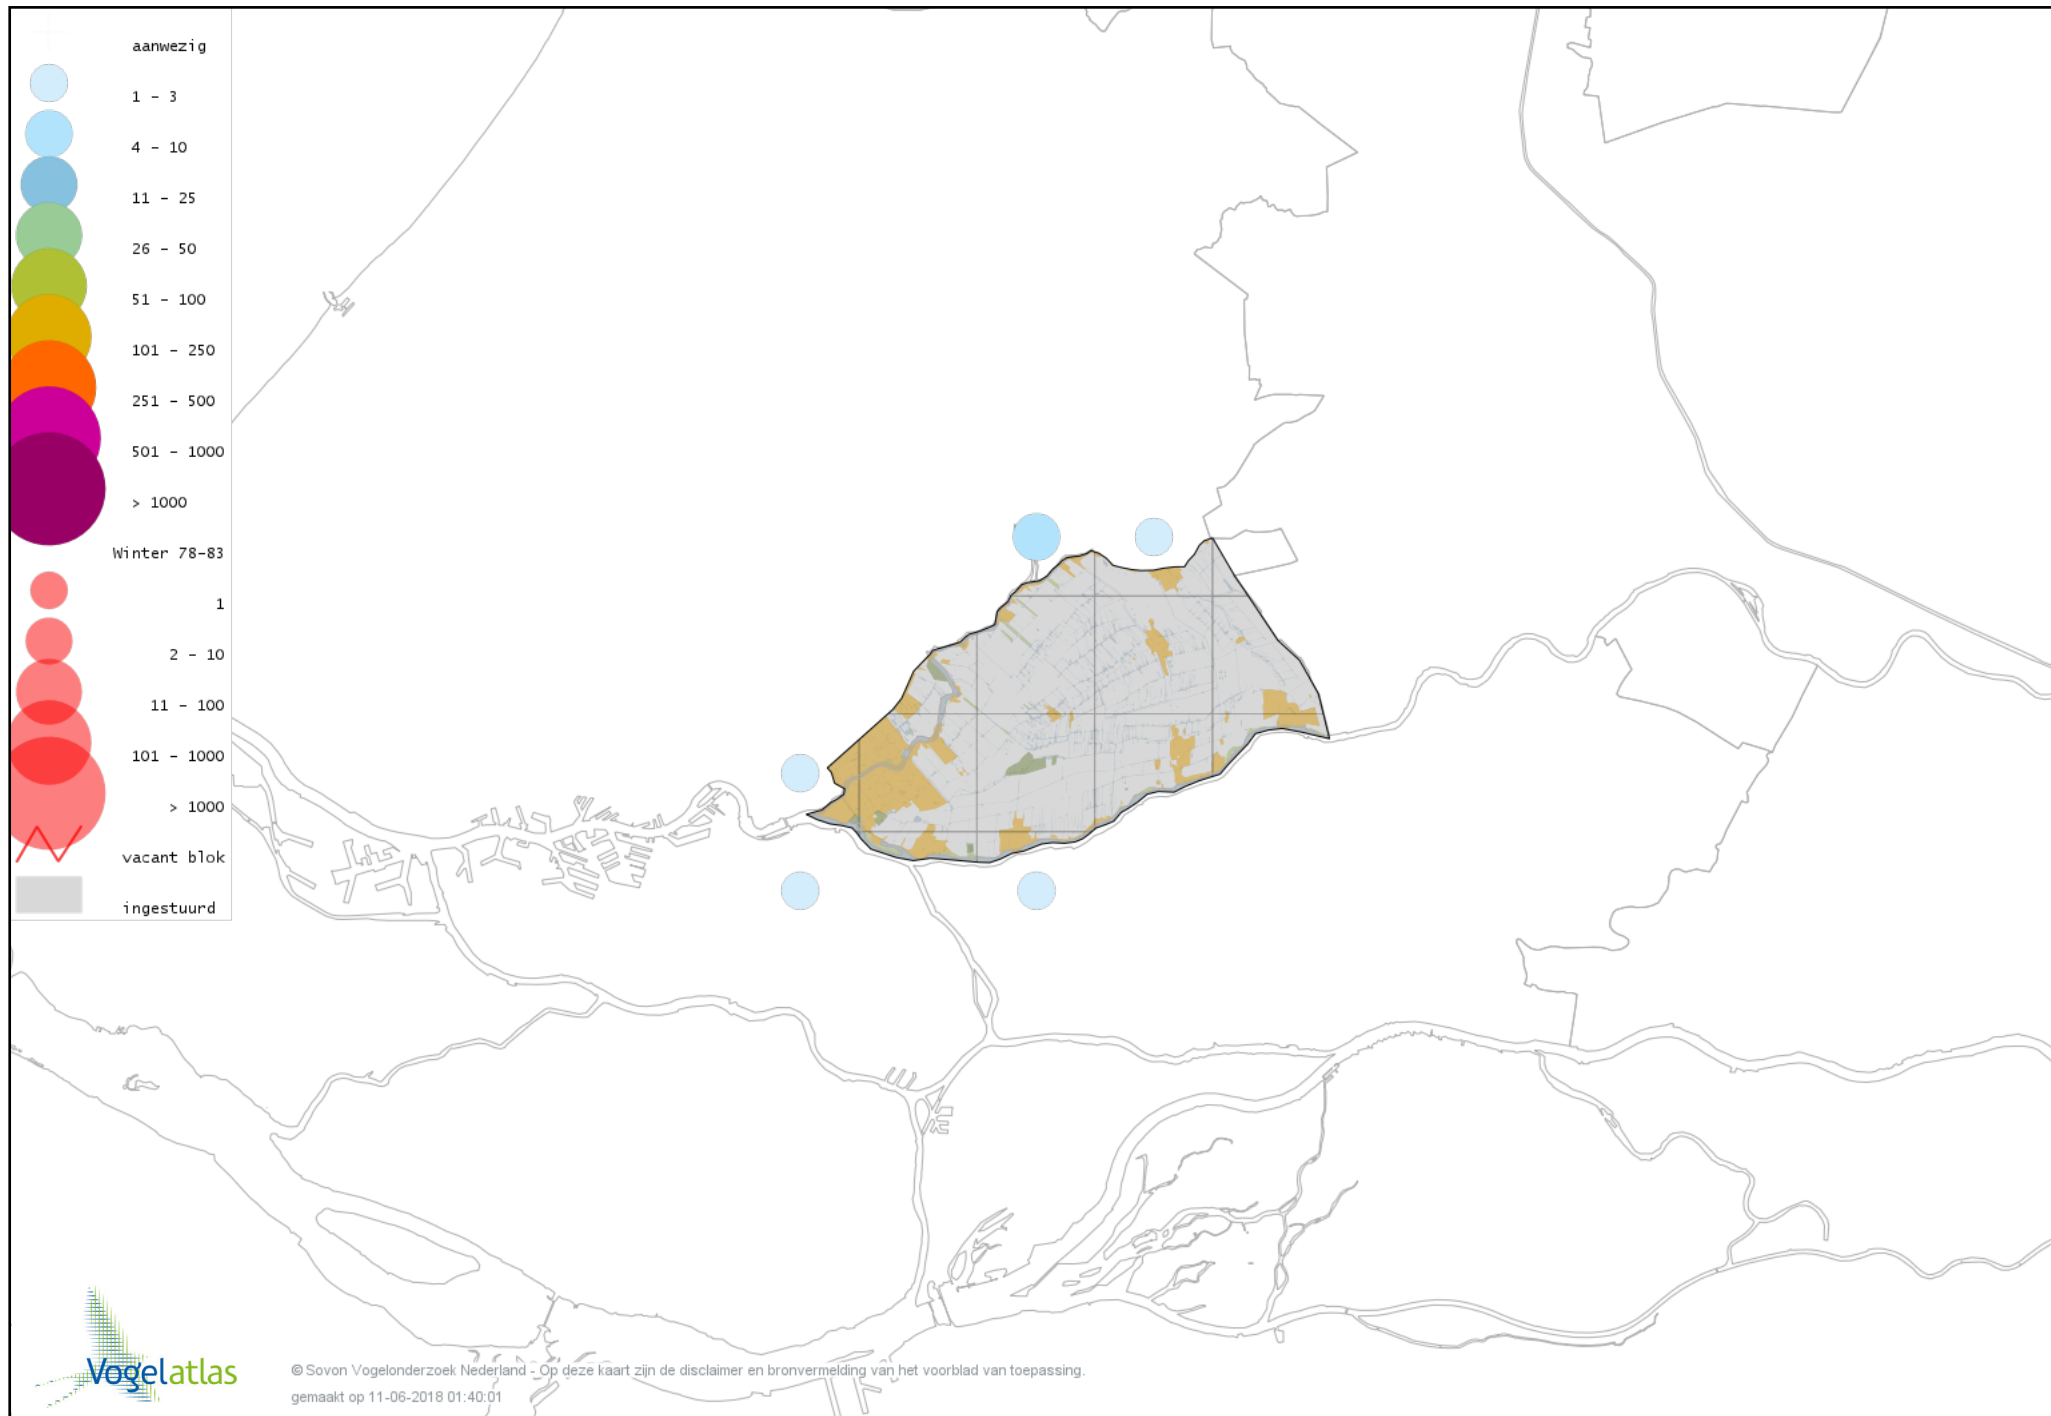 aanwezig
1 - 3
4 - 10
11 - 25
26 - 50
51 - 100
101 - 250
251 - 500
501 - 1000
> 1000
Winter 78-83
1
2 - 10
11 - 100
101 - 1000
> 1000
vacant blok
ingestuurd
Vogelatlas
© Sovon Vogelonderzoek Nederland - Op deze kaart zijn de disclaimer en bronvermelding van het voorblad van toepassing.
gemaakt op 11-06-2018 01:40:01